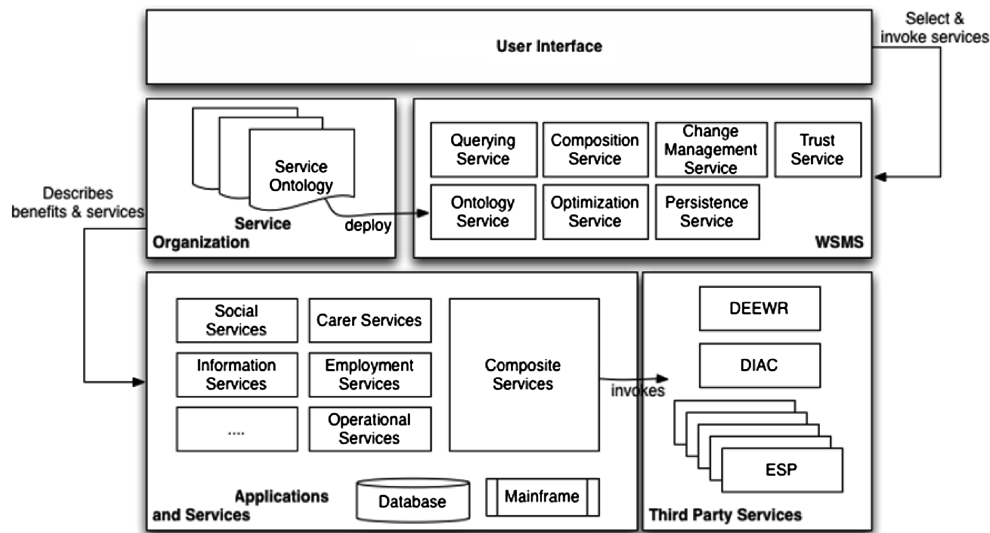 User Interface
Select &
invoke services
Service
Ontology
deploy
Service
Organization
Querying
Service
Composition
Service
Change
Management
Service
Trust
Service
Ontology
Service
Optimization
Service
Persistence
Service
WSMS
Describes
benefits & services
Social
Services
Carer Services
Information
Services
Employment
Services
....
Operational
Services
Composite
Services
invokes
Applications
and Services
Database
Mainframe
DEEWR
DIAC
ESP
Third Party Services